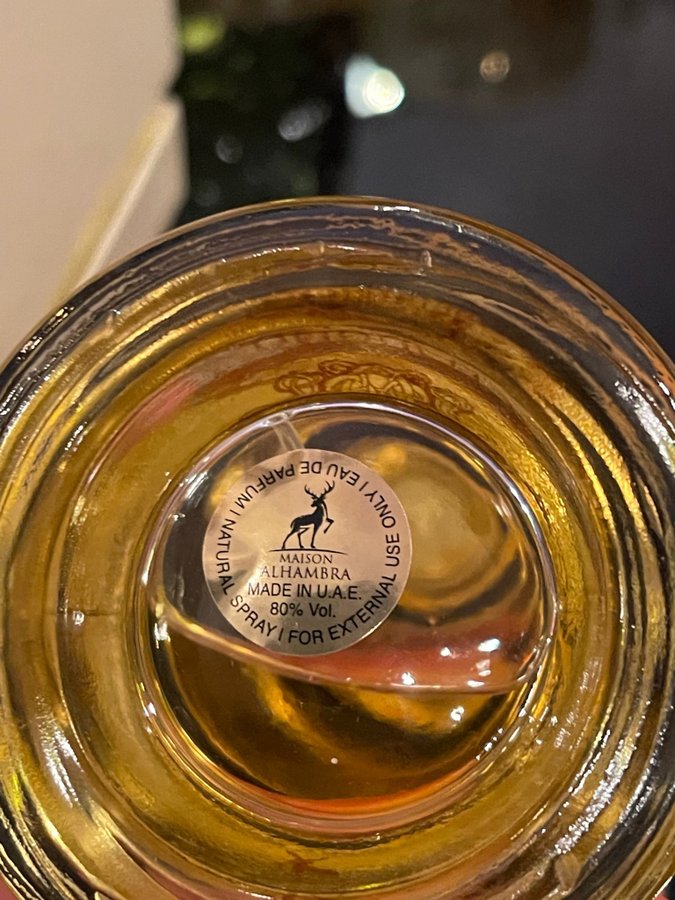 MAISON
ALHAMBRA
MADE IN U.A.E.
80% Vol.
EAU DE PARFUM | NATURAL SPRAY | FOR EXTERNAL USE ONLY |